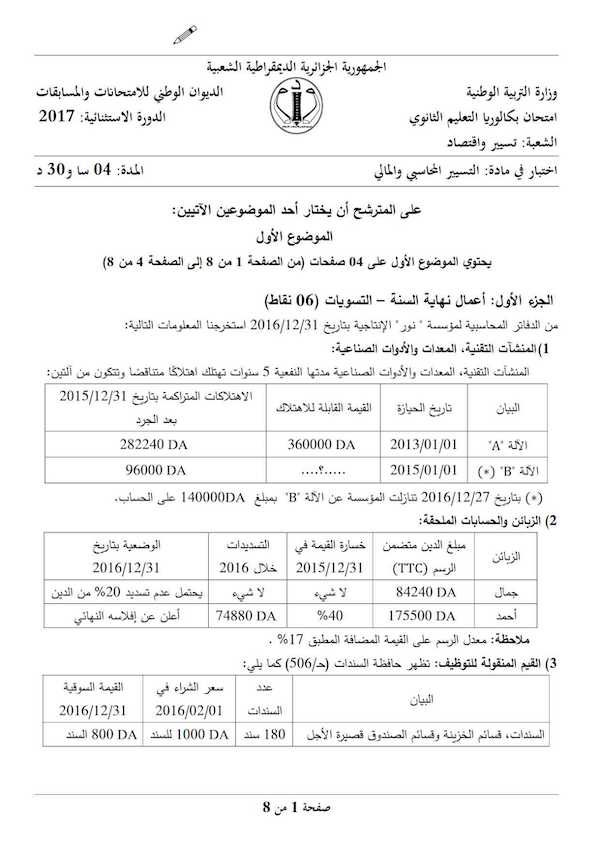 الجمهورية الجزائرية الديمقراطية الشعبية
وزارة التربية الوطنية
الديوان الوطني للامتحانات والمسابقات
امتحان بكالوريا التعليم الثانوي
الدورة الاستثنائية: 2017
الشعبة: تسيير واقتصاد
اختبار في مادة: التسيير المحاسبي والمالي
المدة: 04 سا و30 د
على المترشح أن يختار أحد الموضوعين الآتيين:
الموضوع الأول
يحتوي الموضوع الأول على 04 صفحات (من الصفحة 1 من 8 إلى الصفحة 4 من 8)
الجزء الأول: أعمال نهاية السنة – التسويات (06 نقاط)
من الدفاتر المحاسبية لمؤسسة " نور" الإنتاجية بتاريخ 2016/12/31 استخرجنا المعلومات التالية:
1) المنشآت التقنية، المعدات والأدوات الصناعية:
المنشآت التقنية، المعدات والأدوات الصناعية مدتها النفعية 5 سنوات تهتلك اهتلاكًا متناقصًا وتتكون من آلتين:
البيان
تاريخ الحيازة
القيمة القابلة للاهتلاك
الاهتلاكات المتراكمة بتاريخ 2015/12/31
بعد الجرد
الآلة "A"
2013/01/01
360000 DA
282240 DA
الآلة "B" (*)
2015/01/01
....؟.....
96000 DA
(*) بتاريخ 2016/12/27 تنازلت المؤسسة عن الآلة "B" بمبلغ 140000DA على الحساب.
2) الزبائن والحسابات الملحقة:
الزبائن
مبلغ الدين متضمن
الرسم (TTC)
خسارة القيمة في
2015/12/31
التسديدات
خلال 2016
الوضعية بتاريخ
2016/12/31
جمال
84240 DA
لا شيء
لا شيء
يحتمل عدم تسديد 20% من الدين
أحمد
175500 DA
%40
74880 DA
أعلن عن إفلاسه النهائي
ملاحظة: معدل الرسم على القيمة المضافة المطبق 17% .
3) القيم المنقولة للتوظيف: تظهر حافظة السندات (حـ/506) كما يلي:
البيان
عدد
السندات
سعر الشراء في
2016/02/01
القيمة السوقية
2016/12/31
السندات، قسائم الخزينة وقسائم الصندوق قصيرة الأجل
180 سند
1000 DA للسند
800 DA السند
صفحة 1 من 8